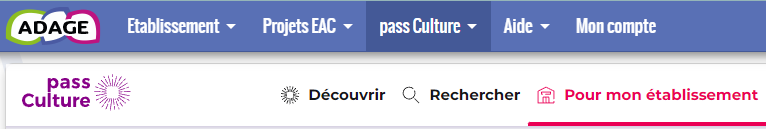 ADAGE Etablissement Projets EAC pass Culture Aide Mon compte
pass
Culture
Découvrir Rechercher Pour mon établissement